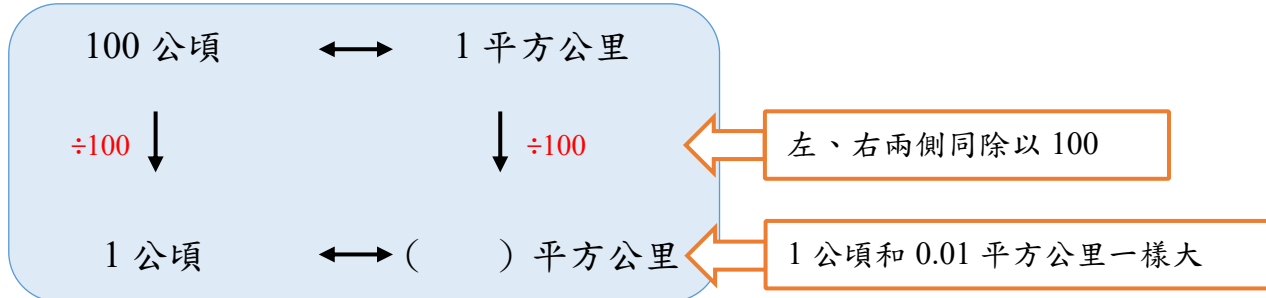 100 公頃 ⟷ 1 平方公里
÷100 ÷100 左、右兩側同除以 100
1 公頃 ⟷ ( ) 平方公里 1 公頃和 0.01 平方公里一樣大